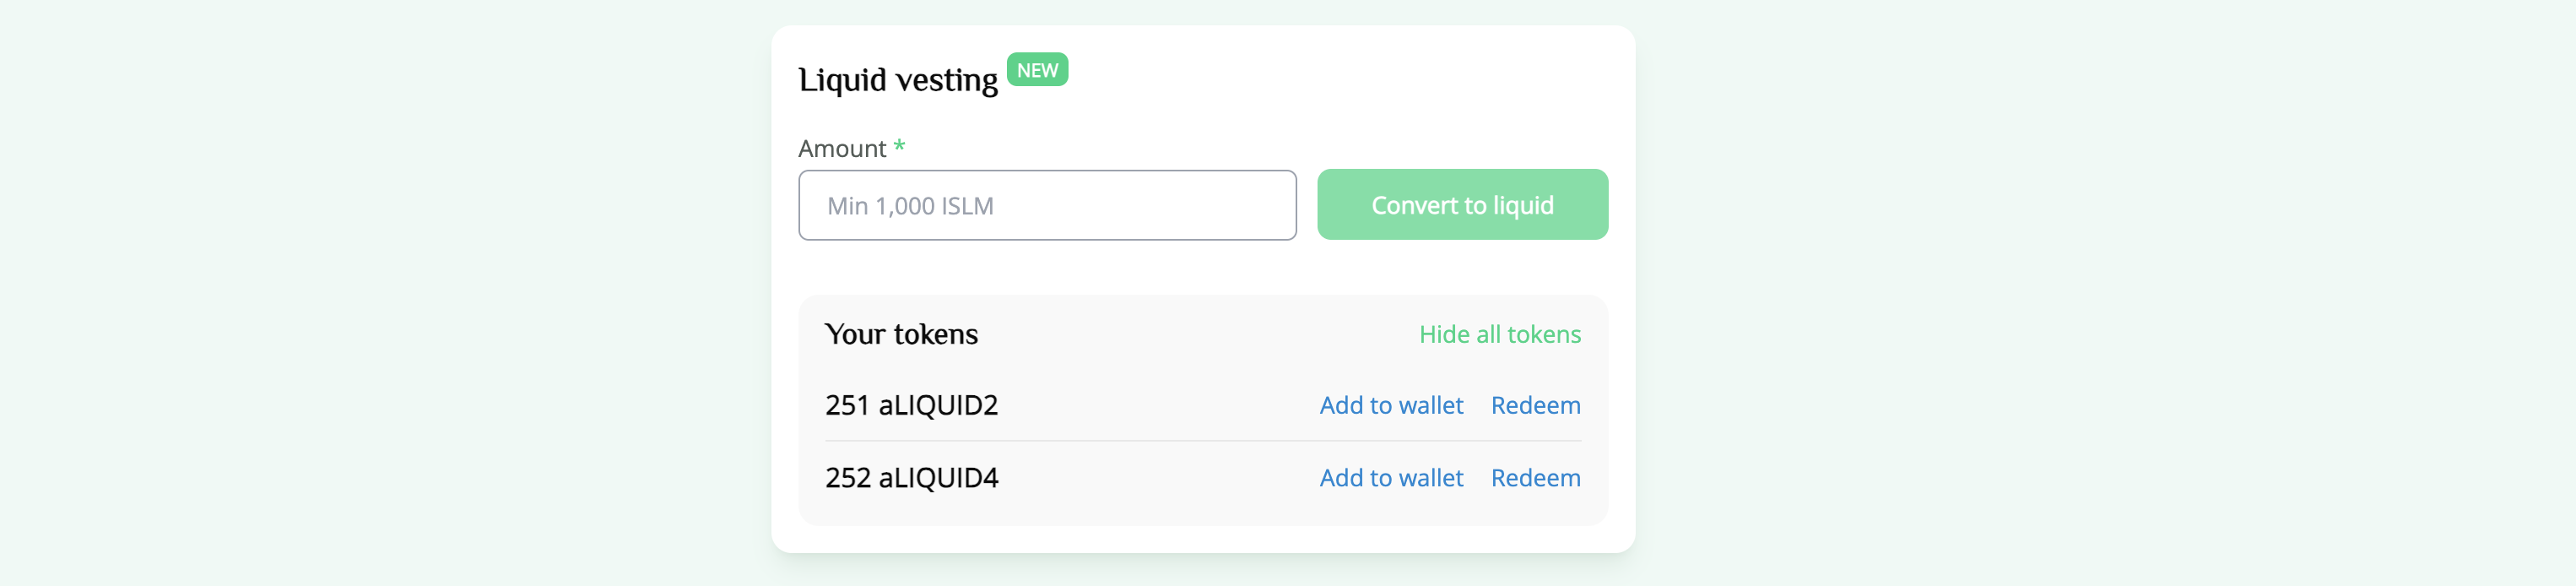 Liquid vesting NEW
Amount *
Min 1,000 ISLM Convert to liquid
Your tokens Hide all tokens
251 aLIQUID2 Add to wallet Redeem
252 aLIQUID4 Add to wallet Redeem